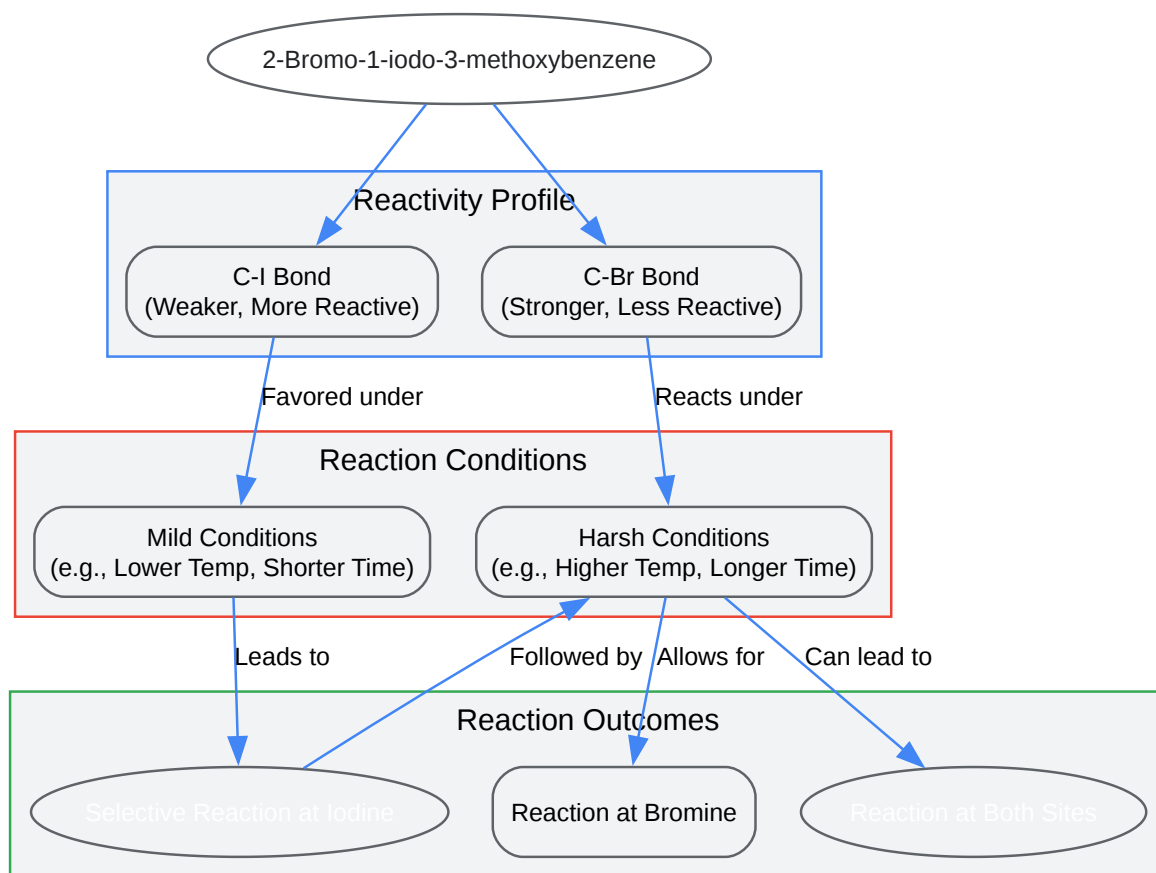 2-Bromo-1-iodo-3-methoxybenzene
Reactivity Profile
C-I Bond
(Weaker, More Reactive)
C-Br Bond
(Stronger, Less Reactive)
Favored under
Reacts under
Reaction Conditions
Mild Conditions
(e.g., Lower Temp, Shorter Time)
Harsh Conditions
(e.g., Higher Temp, Longer Time)
Leads to
Followed by
Allows for
Can lead to
Reaction Outcomes
Selective Reaction at Iodine
Reaction at Bromine
Reaction at Both Sites